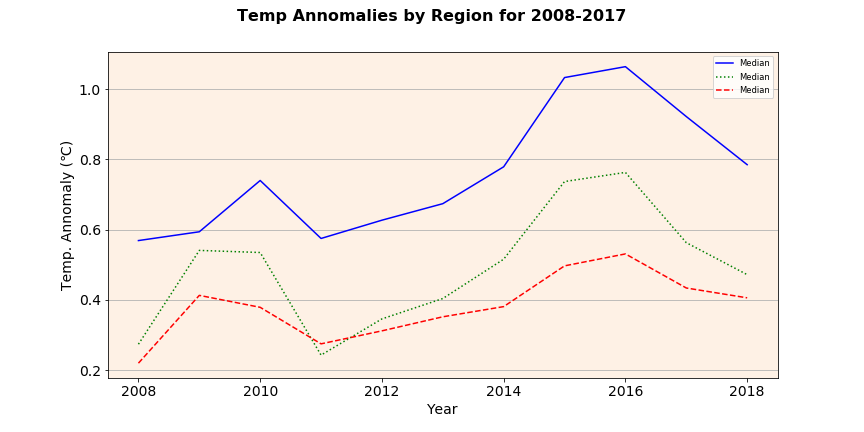 Temp Annomalies by Region for 2008-2017
Median
Median
Median
1.0
0.8
0.6
0.4
0.2
Temp. Annomaly (℃)
2008 2010 2012 2014 2016 2018
Year